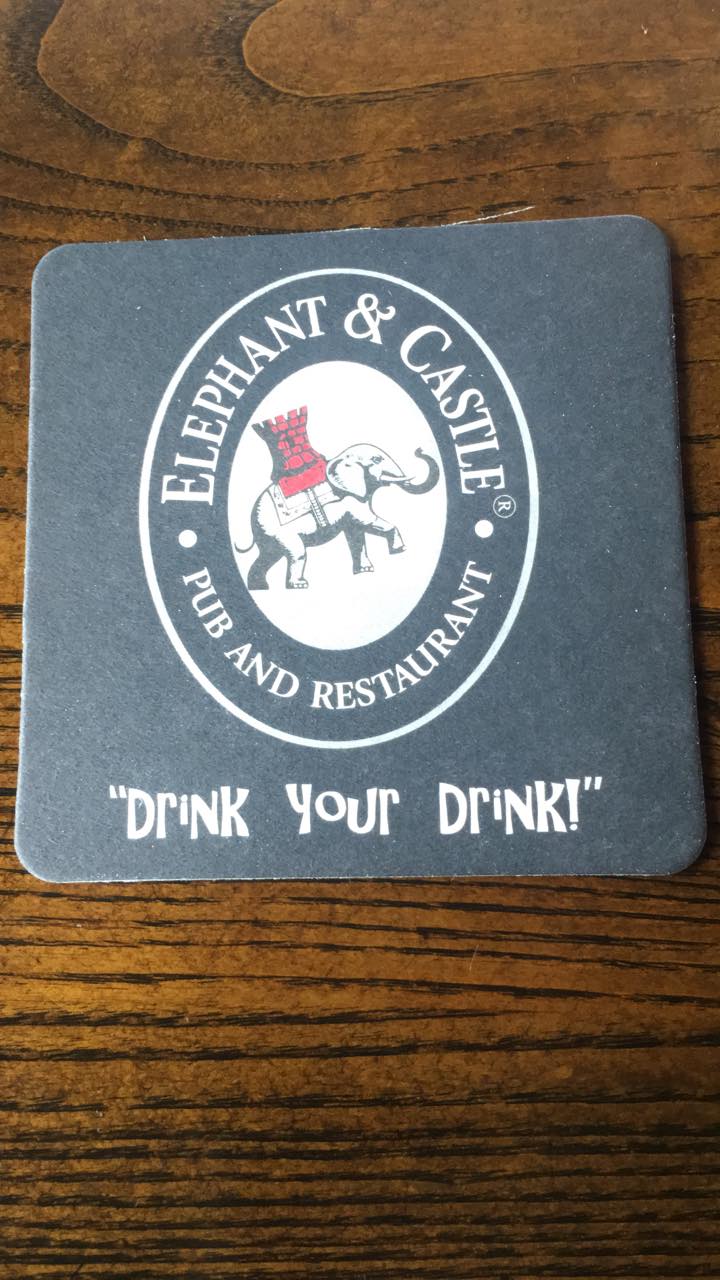 ELEPHANT & CASTLE®
• PUB AND RESTAURANT •
"DriNK your DriNK!"